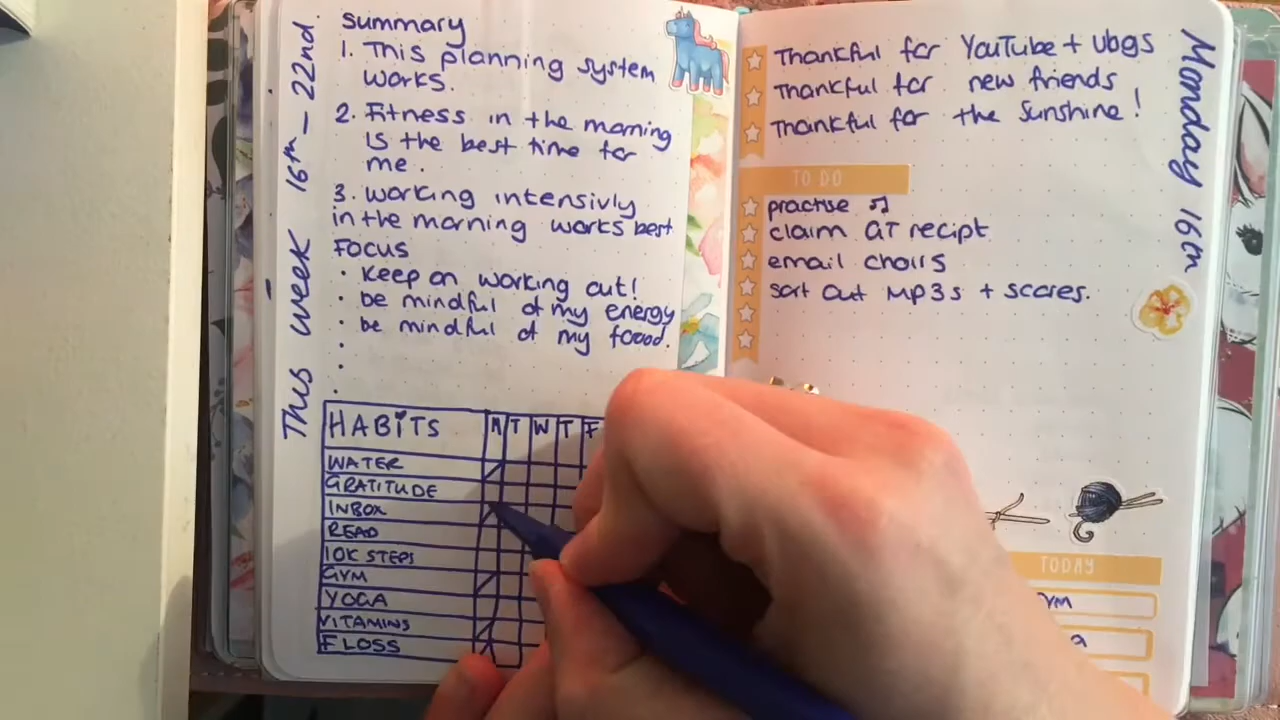 This week 16th – 22nd.
Summary
1. This planning system
works.
2. Fitness in the morning
is the best time for
me.
3. working intensivly
in the morning works best
Focus
• Keep on working out!
• be mindful of my energy
• be mindful of my foood.
•
•
HABiTS M T W T F
WATER
GRATITUDE
INBOX
READ
10K STEPS
GYM
YOGA
VITAMINS
FLOSS
Monday 16th
Thankful for YouTube + vbgs
Thankful for new friends
Thankful for the sunshine!
TO DO
practise ♫
claim GT recipt
email choirs
sort out MP3s + scores.
TODAY